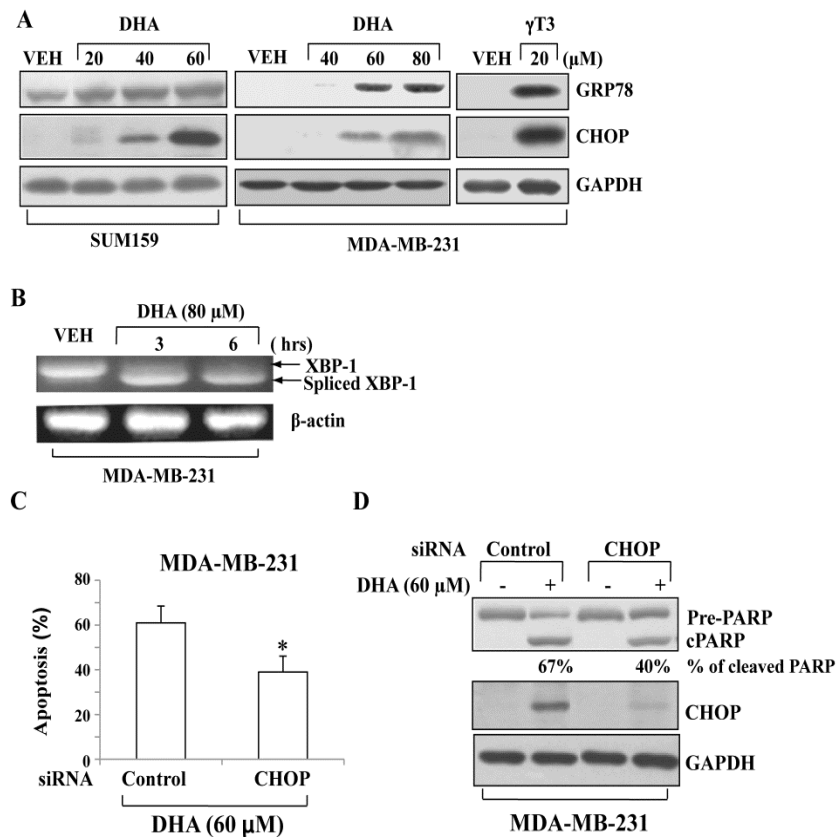 A
DHA DHA γT3
VEH 20 40 60 VEH 40 60 80 VEH 20 (µM)
GRP78
CHOP
GAPDH
SUM159 MDA-MB-231
B
DHA (80 µM)
VEH 3 6 ( hrs)
XBP-1
Spliced XBP-1
β-actin
MDA-MB-231
C
MDA-MB-231
Apoptosis (%)
80
60
40
20
0
*
siRNA Control CHOP
DHA (60 µM)
D
siRNA Control CHOP
DHA (60 µM) - + - +
Pre-PARP
cPARP
67% 40% % of cleaved PARP
CHOP
GAPDH
MDA-MB-231